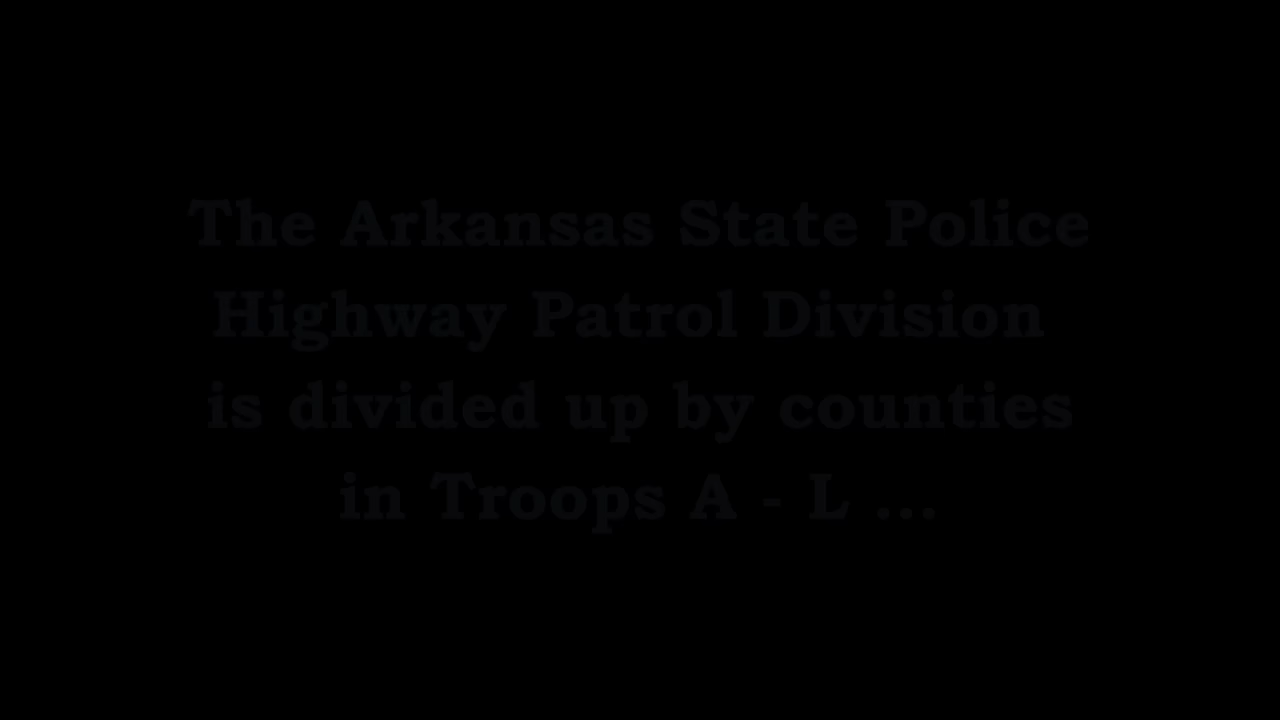 The Arkansas State Police
Highway Patrol Division
is divided up by counties
in Troops A - L ...